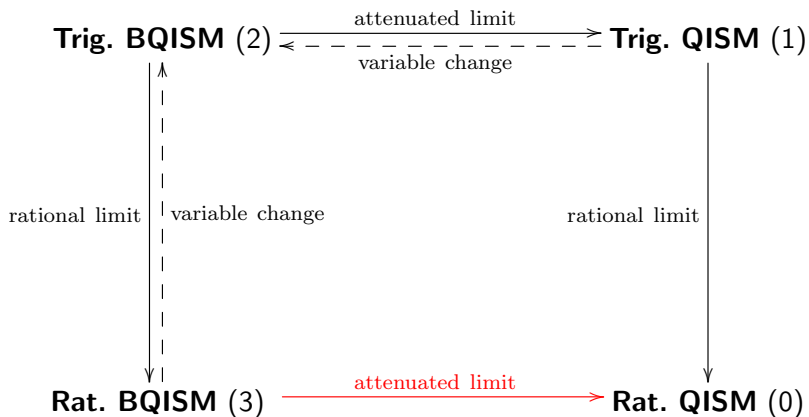 attenuated limit
Trig. BQISM (2) Trig. QISM (1)
variable change
rational limit variable change rational limit
attenuated limit
Rat. BQISM (3) Rat. QISM (0)